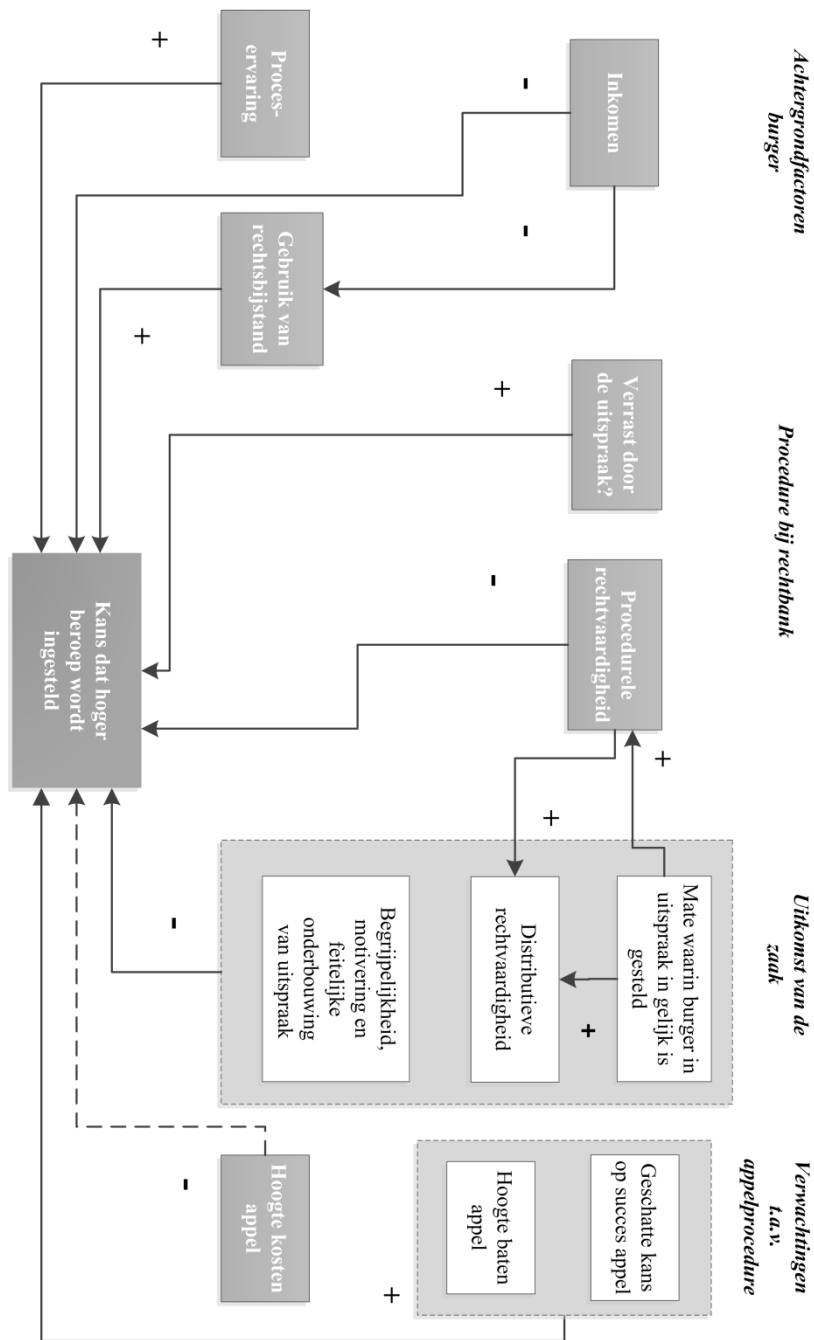 Achtergrondfactoren
burger
Inkomen
Proces-
ervaring
-
+
-
Gebruik van
rechtsbijstand
+
Procedure bij rechtbank
Verrast door
de uitspraak?
+
Procedurele
rechtvaardigheid
-
+
+
Uitkomst van de
zaak
Mate waarin burger in
uitspraak in gelijk is
gesteld
+
Distributieve
rechtvaardigheid
Begrijpelijkheid,
motivering en
feitelijke
onderbouwing
van uitspraak
-
Verwachtingen
t.a.v.
appelprocedure
Geschatte kans
op succes appel
Hoogte baten
appel
+
Hoogte kosten
appel
-
Kans dat hoger
beroep wordt
ingesteld